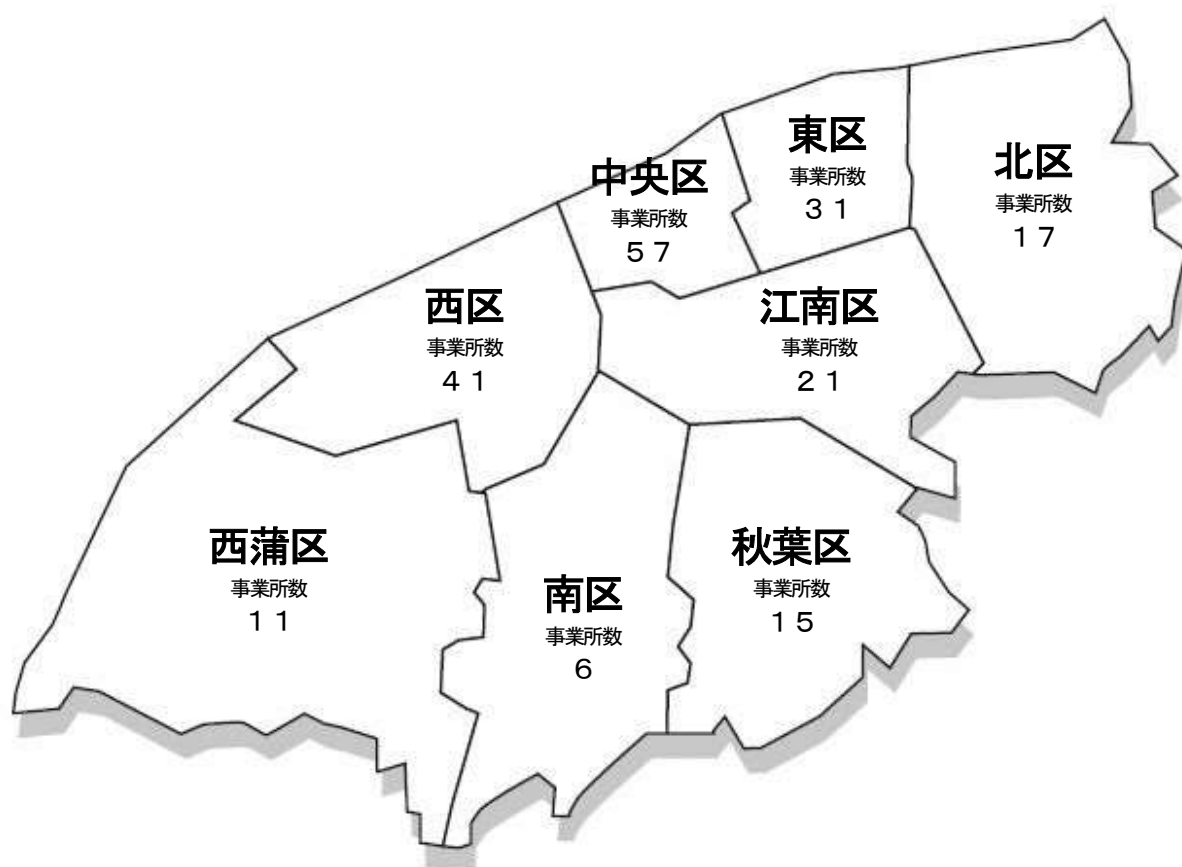 東区
事業所数
３１
北区
事業所数
１７
中央区
事業所数
５７
西区
事業所数
４１
江南区
事業所数
２１
西蒲区
事業所数
１１
南区
事業所数
６
秋葉区
事業所数
１５